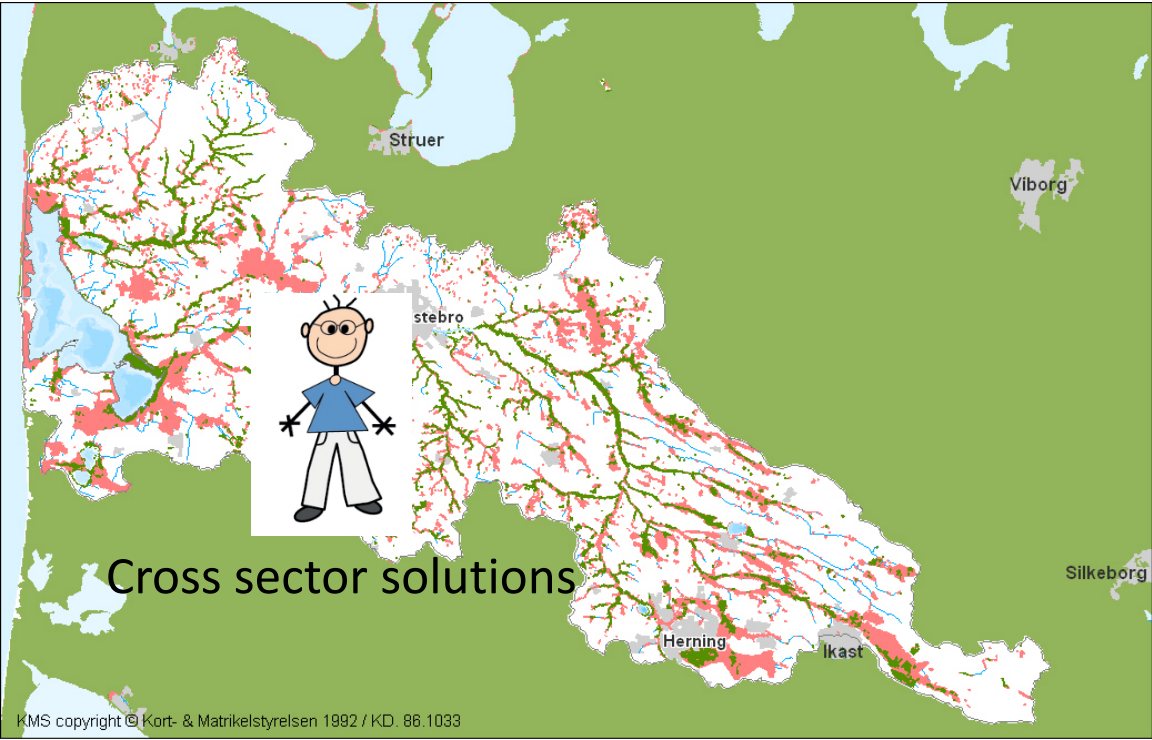 Struer
Viborg
stebro
Cross sector solutions
Silkeborg
Herning
Ikast
KMS copyright © Kort- & Matrikelstyrelsen 1992 / KD. 86.1033